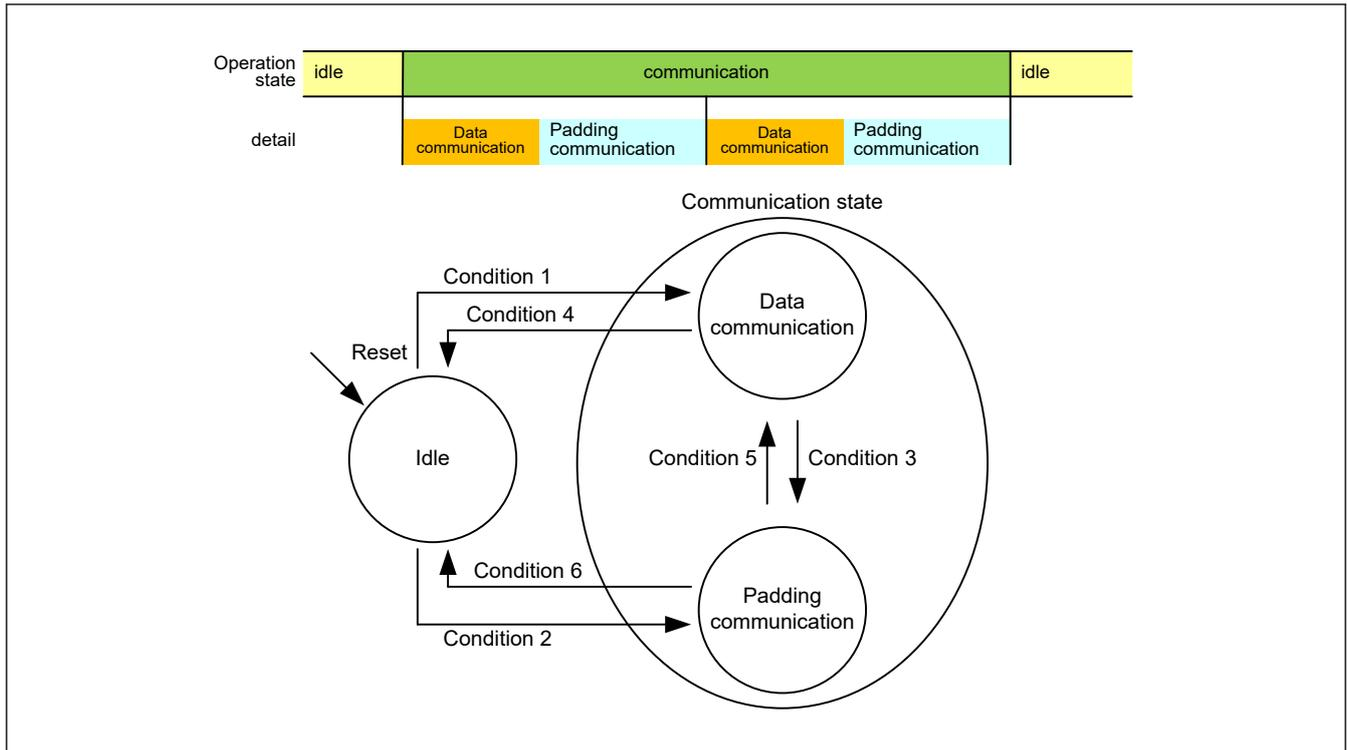 Operation
state
idle
communication
idle
detail
Data
communication
Padding
communication
Data
communication
Padding
communication
Communication state
Condition 1
Condition 4
Data
communication
Reset
Idle
Condition 5
Condition 3
Condition 6
Padding
communication
Condition 2